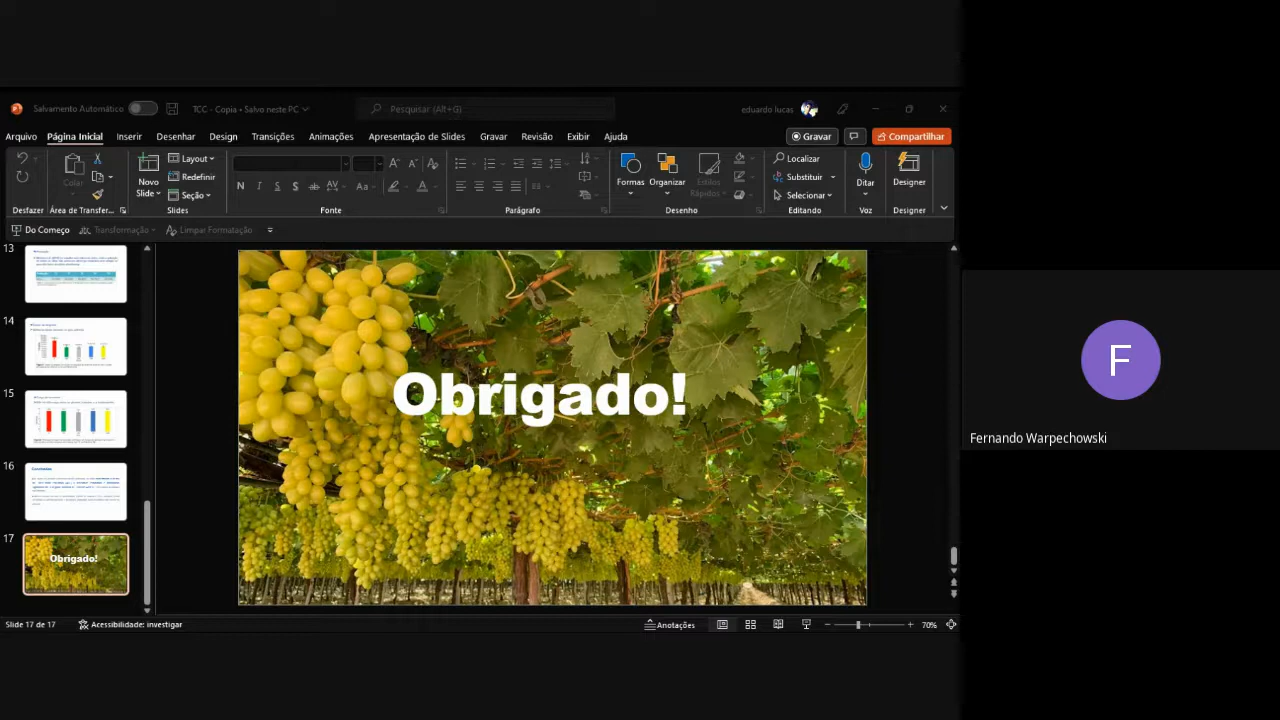 Salvamento Automático
TCC - Copia • Salvo neste PC
Pesquisar (Alt+G)
eduardo lucas
Arquivo Página Inicial Inserir Desenhar Design Transições Animações Apresentação de Slides Gravar Revisão Exibir Ajuda
Gravar
Compartilhar
Colar
Novo
Slide
Layout
Redefinir
Seção
N I S S ab AV Aa A
Formas
Organizar
Estilos
Rápidos
Localizar
Substituir
Selecionar
Ditar
Designer
Desfazer Área de Transfer... Slides Fonte Parágrafo Desenho Editando Voz Designer
Do Começo Transformação Limpar Formatação
13
14
15
16
Conclusões
17
Obrigado!
Obrigado!
F
Fernando Warpechowski
Slide 17 de 17 Acessibilidade: investigar
Anotações
70%